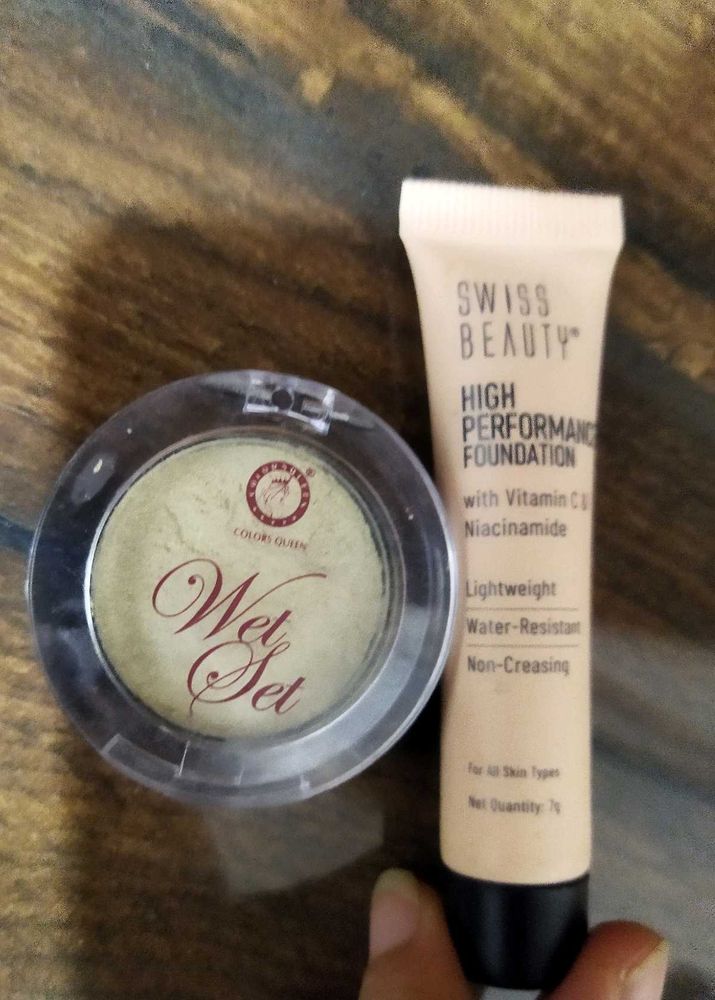 COLORS QUEEN
Wet
Set
SWISS
BEAUTY®
HIGH
PERFORMANCE
FOUNDATION
with Vitamin C &
Niacinamide
Lightweight
Water-Resistant
Non-Creasing
For All Skin Types
Net Quantity: 7g